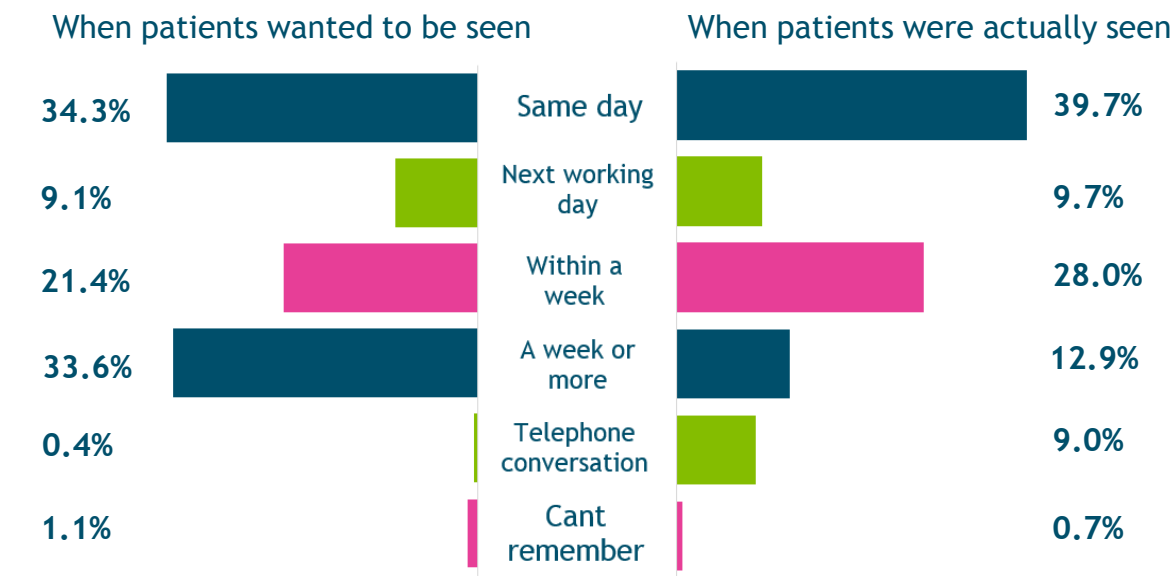 When patients wanted to be seen
When patients were actually seen
34.3%
Same day
39.7%
9.1%
Next working
day
9.7%
21.4%
Within a
week
28.0%
33.6%
A week or
more
12.9%
0.4%
Telephone
conversation
9.0%
1.1%
Cant
remember
0.7%